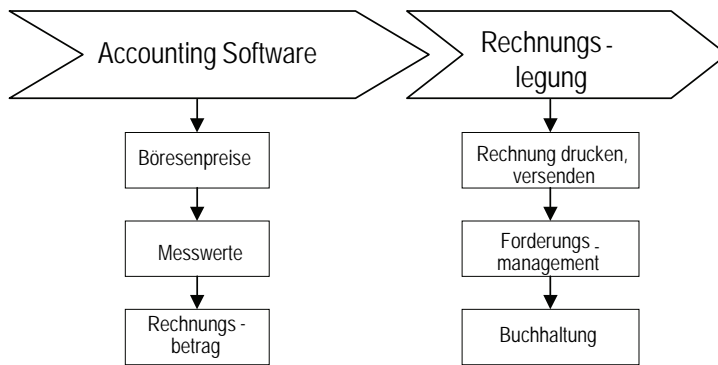 Accounting Software
Böresenpreise
Messwerte
Rechnungs -
betrag
Rechnungs -
legung
Rechnung drucken,
versenden
Forderungs -
management
Buchhaltung